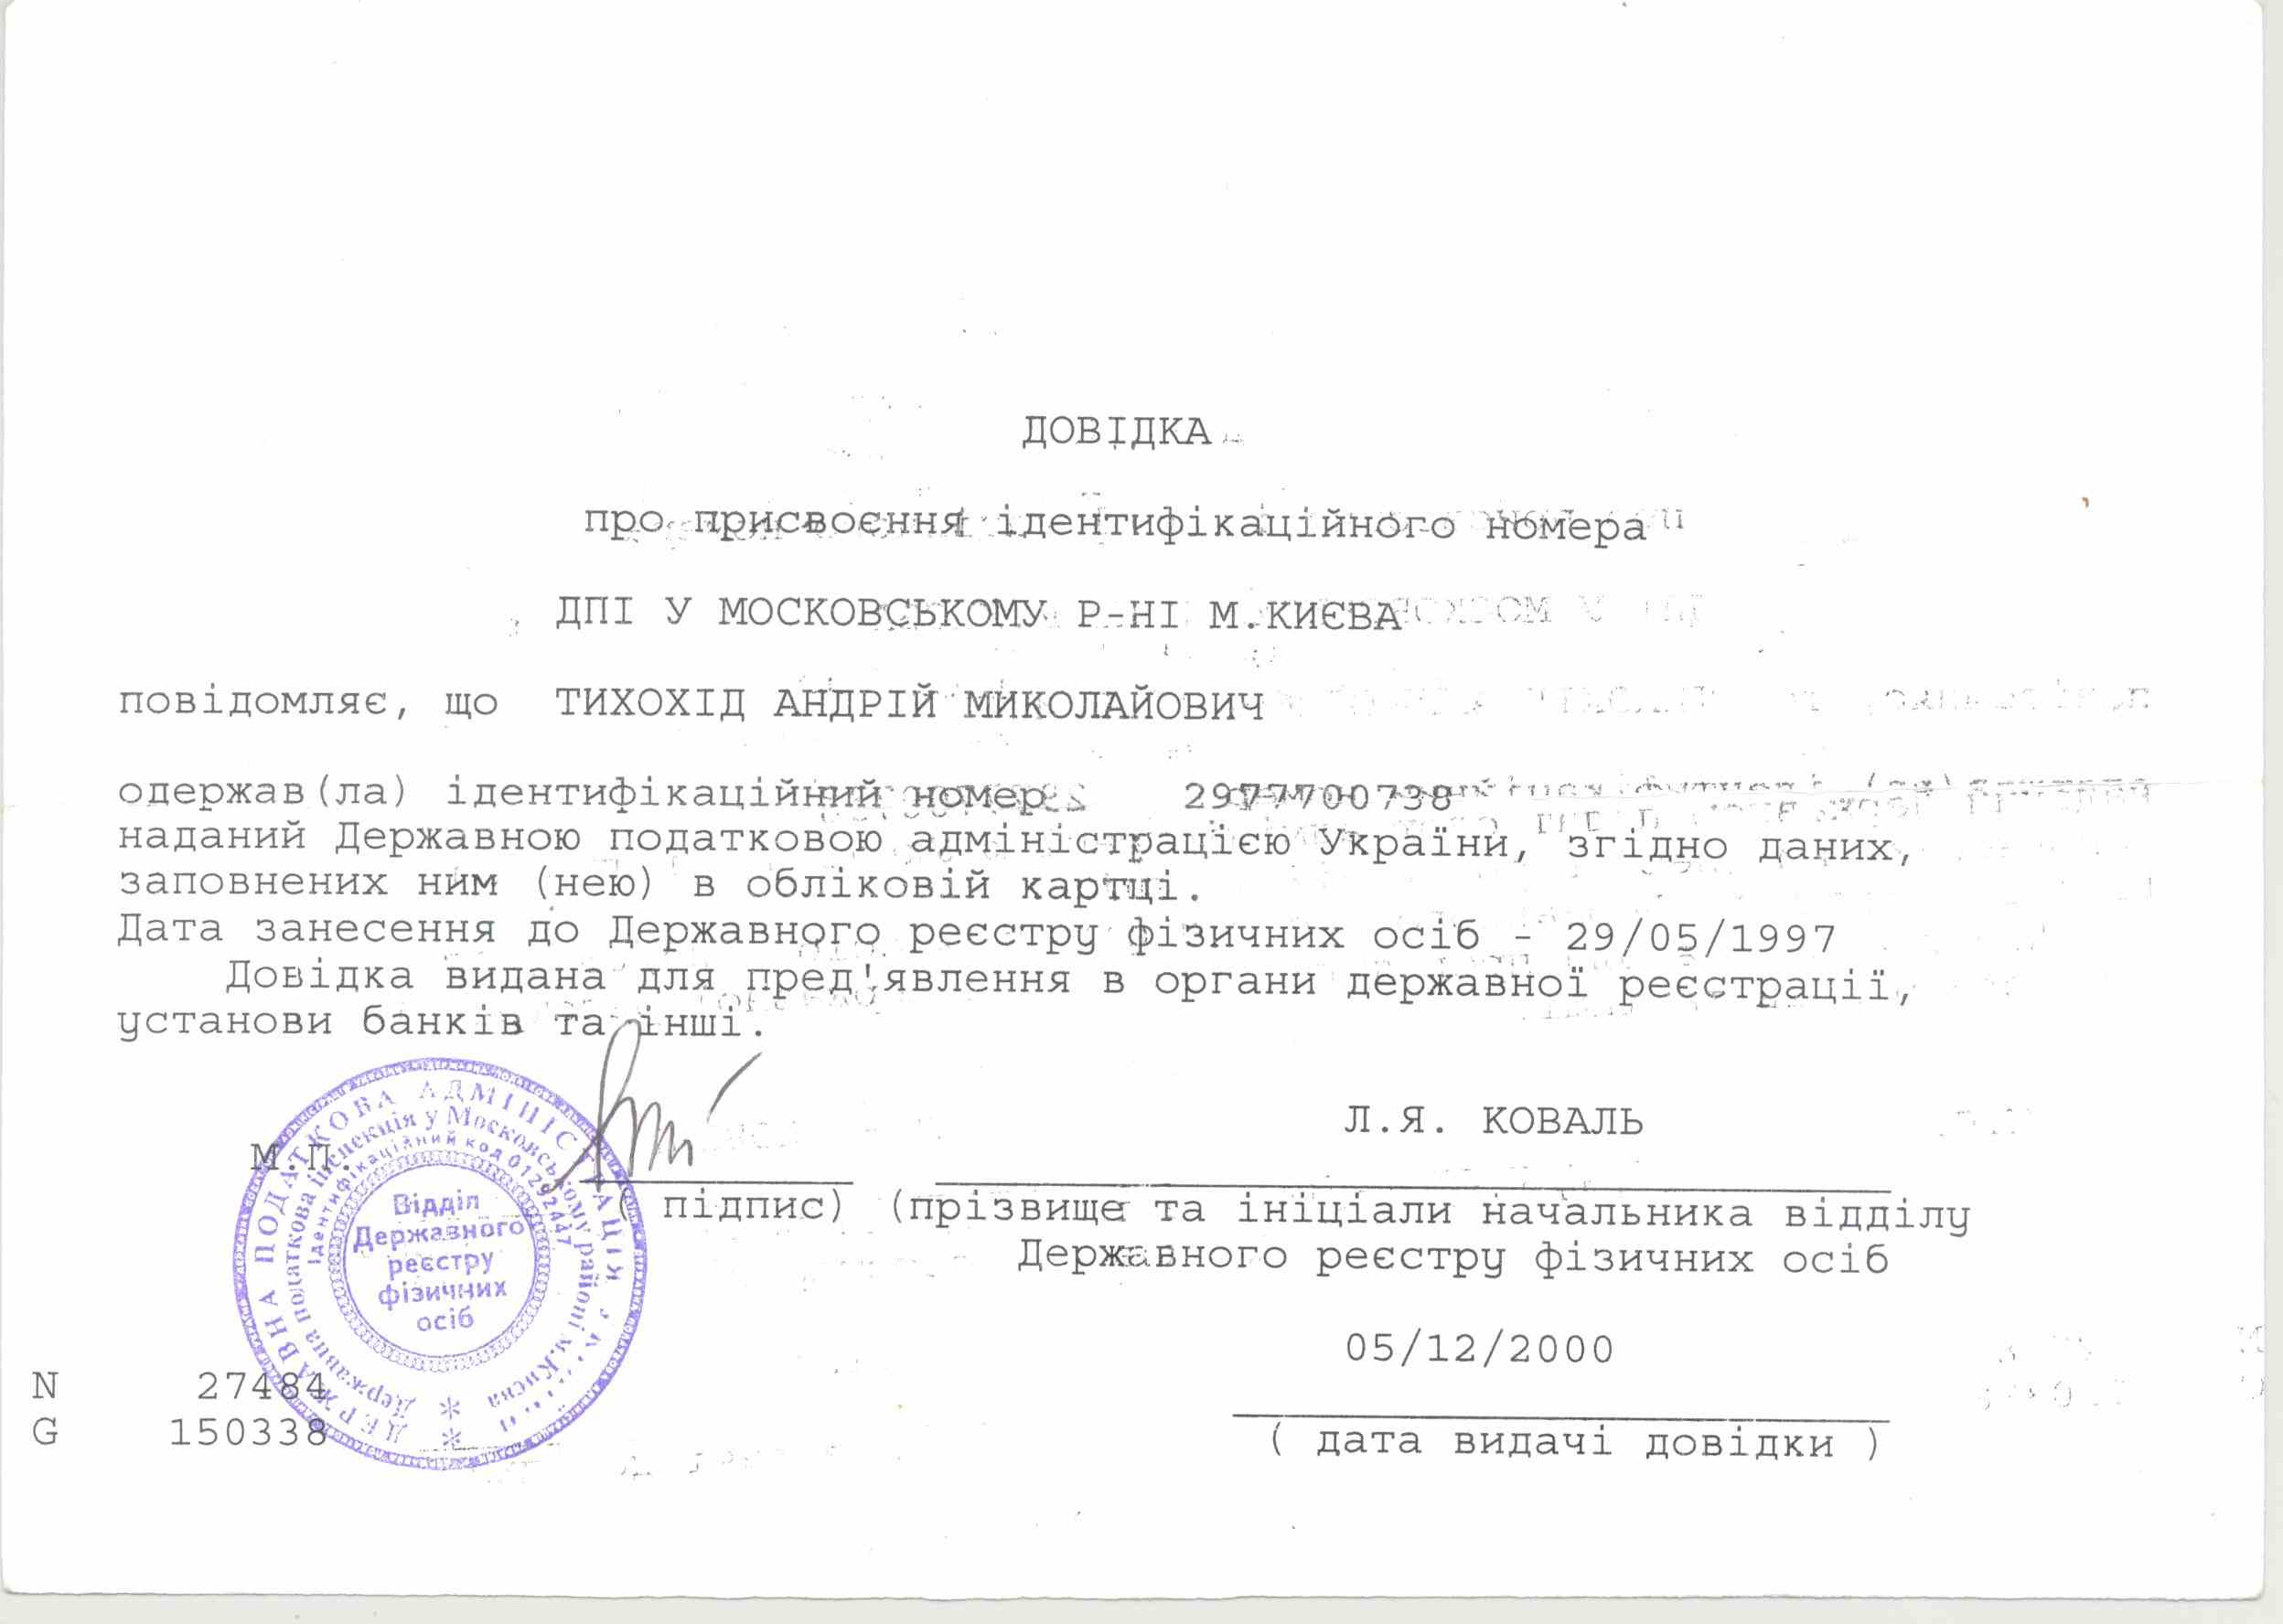 ДОВІДКА
про присвоєння ідентифікаційного номера
ДПІ У МОСКОВСЬКОМУ Р-НІ М.КИЄВА
повідомляє, що ТИХОХІД АНДРІЙ МИКОЛАЙОВИЧ
одержав(ла) ідентифікаційний номер 2977700738
наданий Державною податковою адміністрацією України, згідно даних,
заповнених ним (нею) в обліковій картці.
Дата занесення до Державного реєстру фізичних осіб - 29/05/1997
Довідка видана для пред'явлення в органи державної реєстрації,
установи банків та інші.
Л.Я. КОВАЛЬ
М.П.
( підпис) (прізвище та ініціали начальника відділу
Державного реєстру фізичних осіб
05/12/2000
N 27484
G 150338
( дата видачі довідки )
ДЕРЖАВНА ПОДАТКОВА АДМІНІСТРАЦІЯ
Державна податкова інспекція у Московському районі м.Києва
Ідентифікаційний код
Відділ
Державного
реєстру
фізичних
осіб